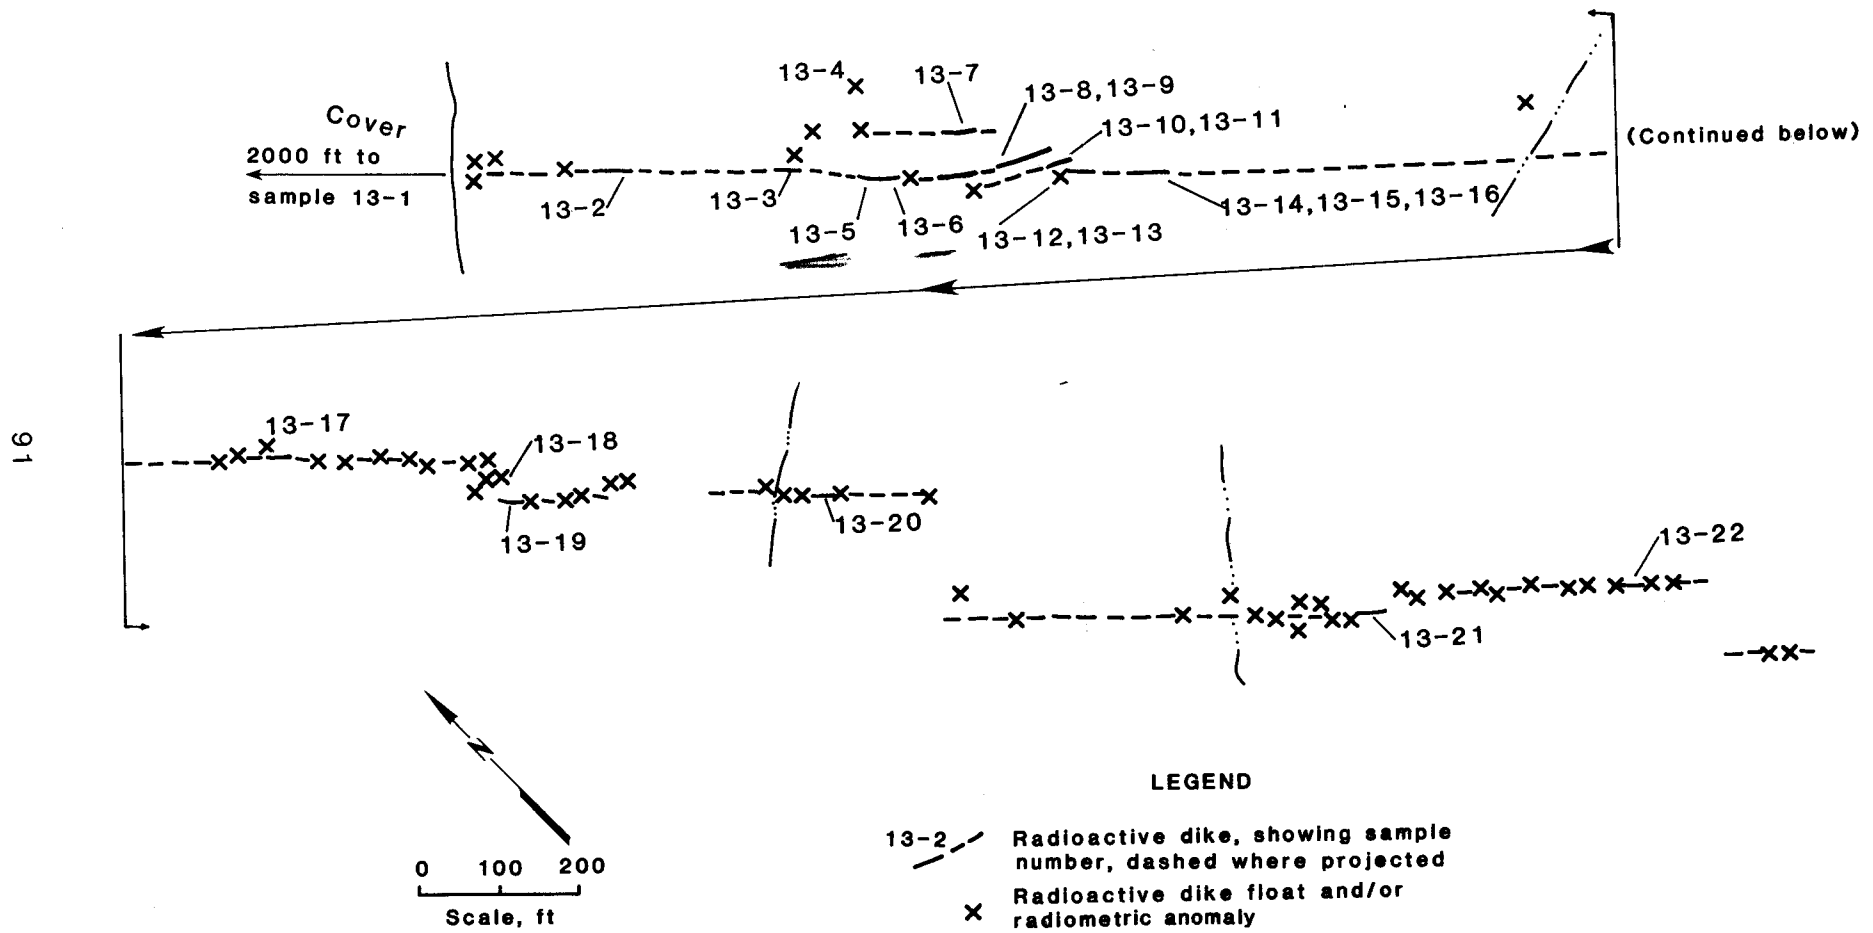 13-4
13-7
13-8,13-9
13-10,13-11
Cover
2000 ft to
sample 13-1
(Continued below)
13-2
13-3
13-5
13-6
13-12,13-13
13-14,13-15,13-16
13-17
13-18
13-19
13-20
13-21
13-22
91
N
0 100 200
Scale, ft
LEGEND
13-2
Radioactive dike, showing sample
number, dashed where projected
Radioactive dike float and/or
radiometric anomaly